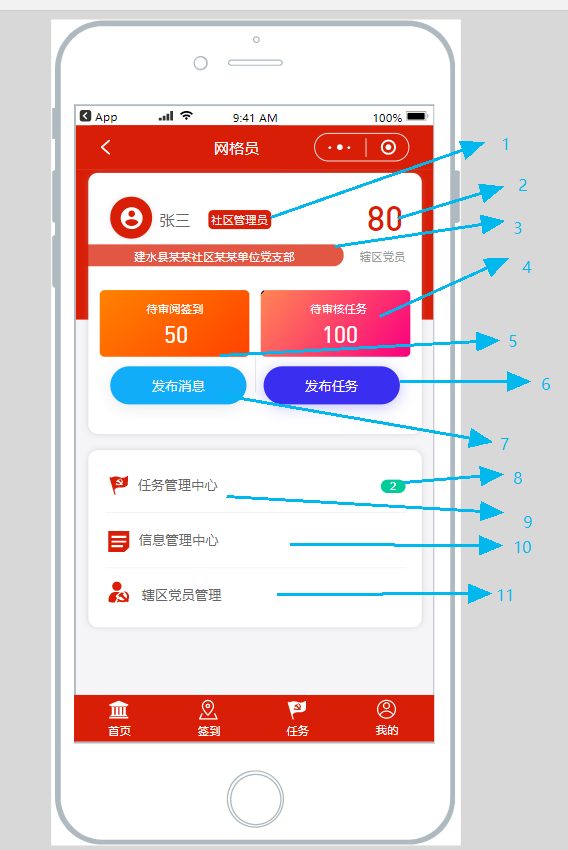 App 9:41 AM 100%
网格员
1
张三 社区管理员 80
2
建水县某某社区某某单位党支部 辖区党员
3
4
待审阅签到 待审核任务
50 100
5
发布消息 发布任务
6
7
任务管理中心 2
8
9
信息管理中心
10
辖区党员管理
11
首页 签到 任务 我的